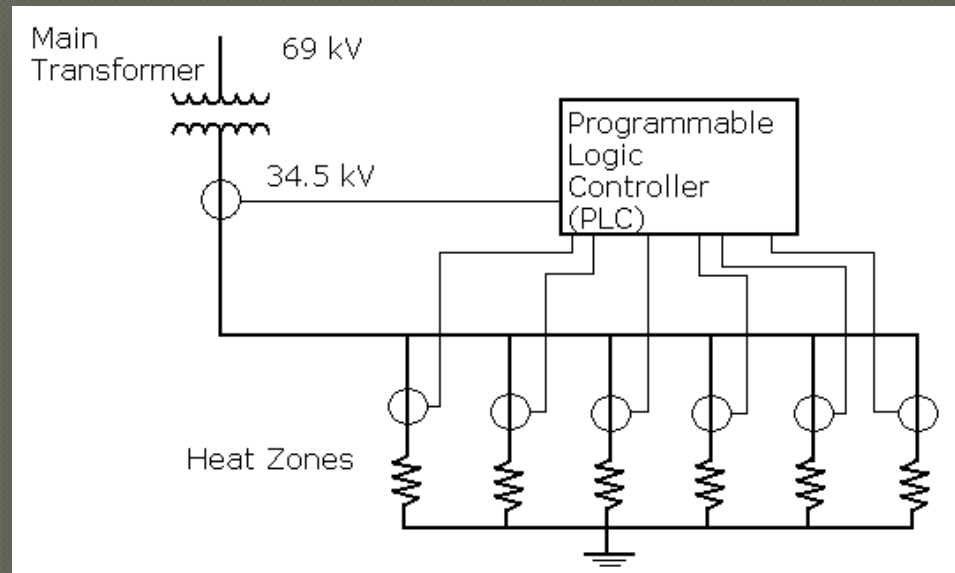 Main
Transformer
69 kV
34.5 kV
Programmable
Logic
Controller
(PLC)
Heat Zones